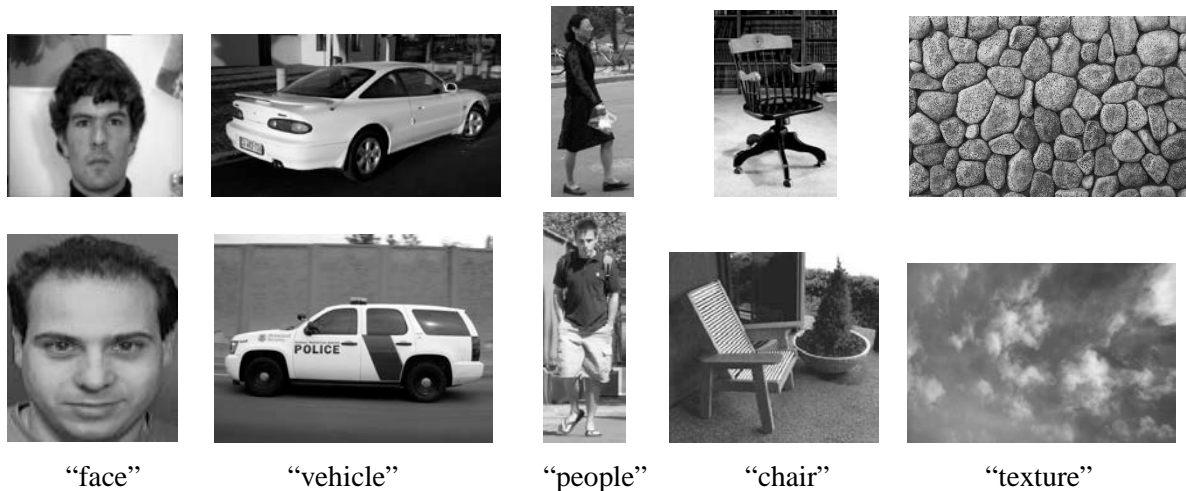 POLICE
“face” “vehicle” “people” “chair” “texture”